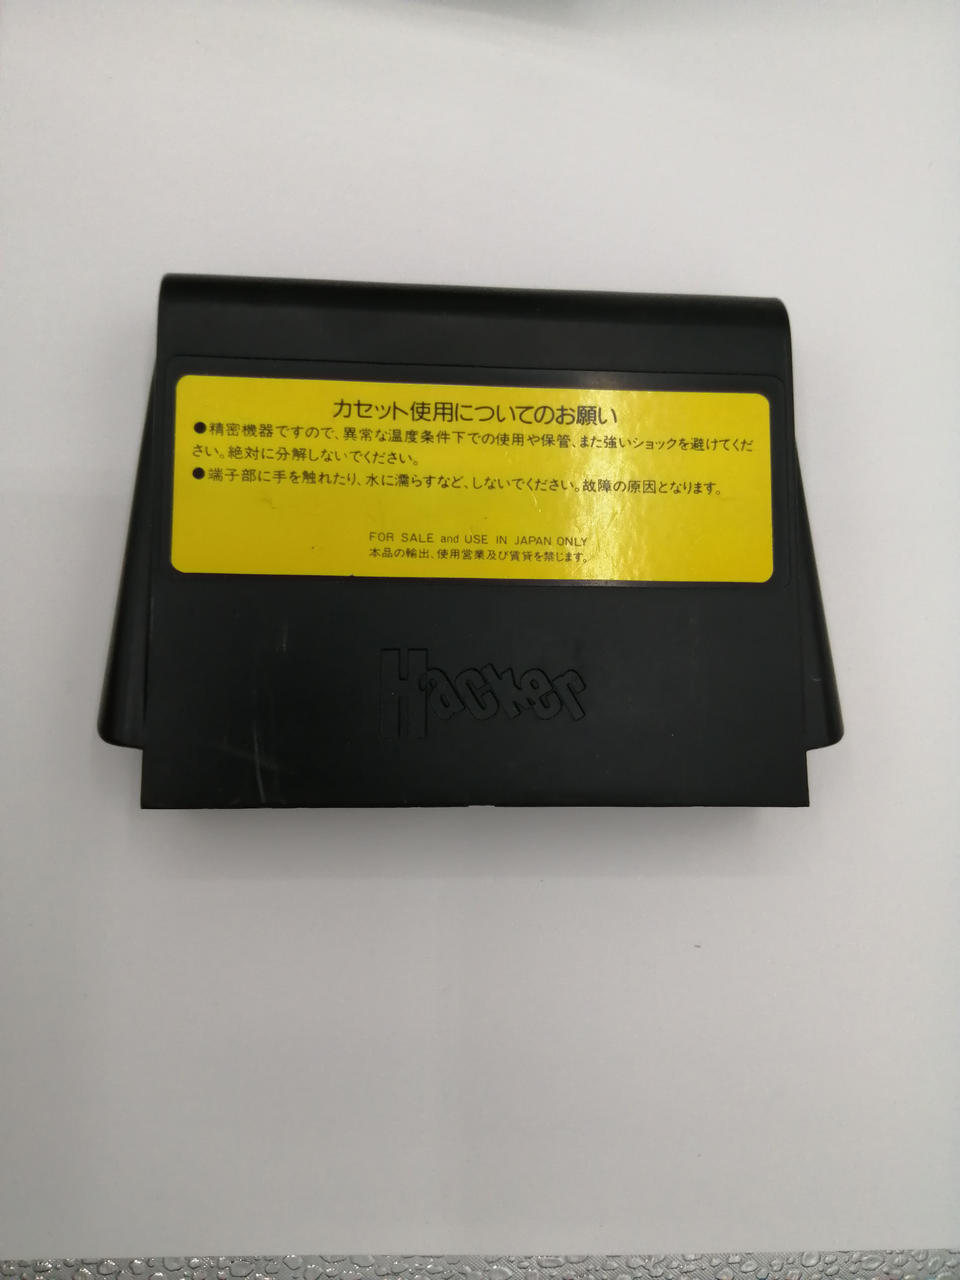 カセット使用についてのお願い
●精密機器ですので、異常な温度条件下での使用や保管、また強いショックを避けてくだ
さい。絶対に分解しないでください。
●端子部に手を触れたり、水に濡らすなど、しないでください。故障の原因となります。
FOR SALE and USE IN JAPAN ONLY
本品の輸出、使用営業及び賃貸を禁じます。
Hacker